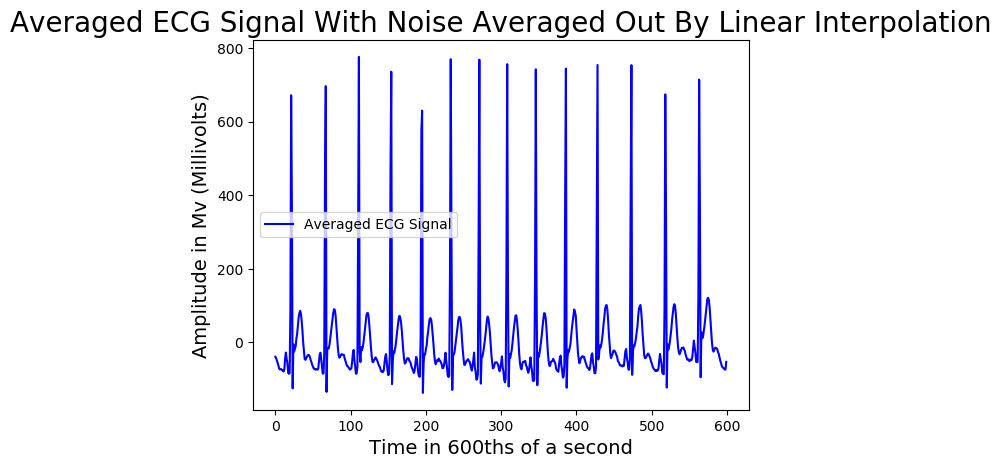 Averaged ECG Signal With Noise Averaged Out By Linear Interpolation
800
600
400
200
0
Amplitude in Mv (Millivolts)
Averaged ECG Signal
0 100 200 300 400 500 600
Time in 600ths of a second